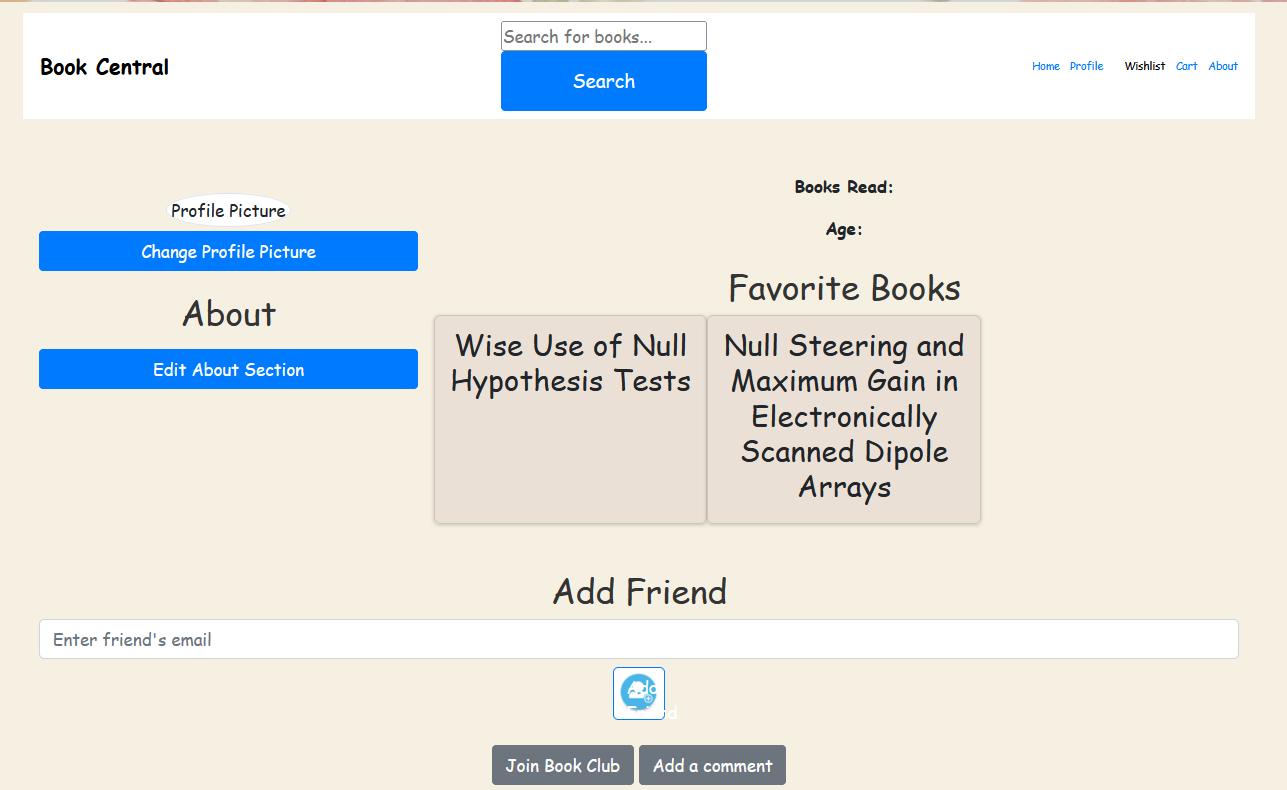 Book Central
Search for books...
Search
Home Profile Wishlist Cart About
Profile Picture
Change Profile Picture
About
Edit About Section
Books Read:
Age:
Favorite Books
Wise Use of Null
Hypothesis Tests
Null Steering and
Maximum Gain in
Electronically
Scanned Dipole
Arrays
Add Friend
Enter friend's email
Add
Friend
Join Book Club
Add a comment